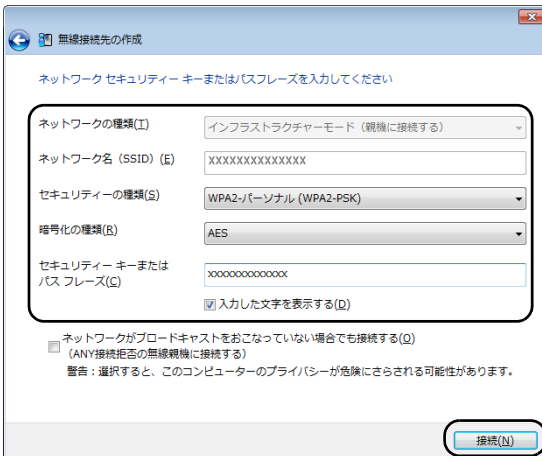 無線接続先の作成
ネットワーク セキュリティー キーまたはパスフレーズを入力してください
ネットワークの種類(T) インフラストラクチャーモード（親機に接続する）
ネットワーク名（SSID）(E) XXXXXXXXXXXXXX
セキュリティーの種類(S) WPA2-パーソナル (WPA2-PSK)
暗号化の種類(R) AES
セキュリティー キーまたは
パス フレーズ(C) xxxxxxxxxxxxx
入力した文字を表示する(D)
ネットワークがブロードキャストをおこなっていない場合でも接続する(O)
（ANY接続拒否の無線親機に接続する）
警告：選択すると、このコンピューターのプライバシーが危険にさらされる可能性があります。
接続(N)